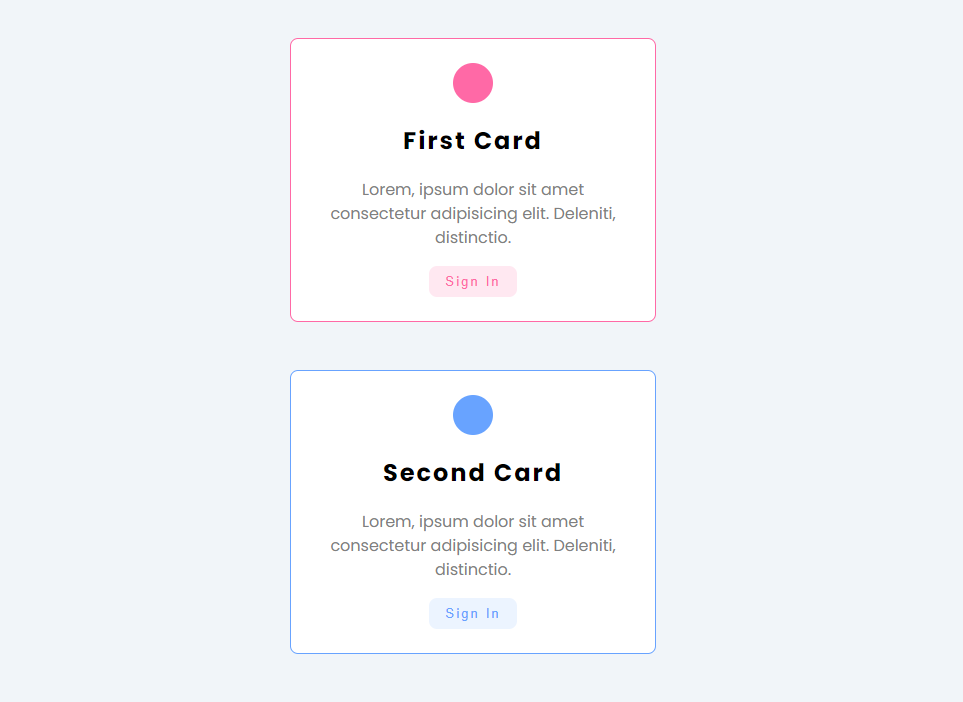 First Card
Lorem, ipsum dolor sit amet
consectetur adipisicing elit. Deleniti,
distinctio.
Sign In
Second Card
Lorem, ipsum dolor sit amet
consectetur adipisicing elit. Deleniti,
distinctio.
Sign In